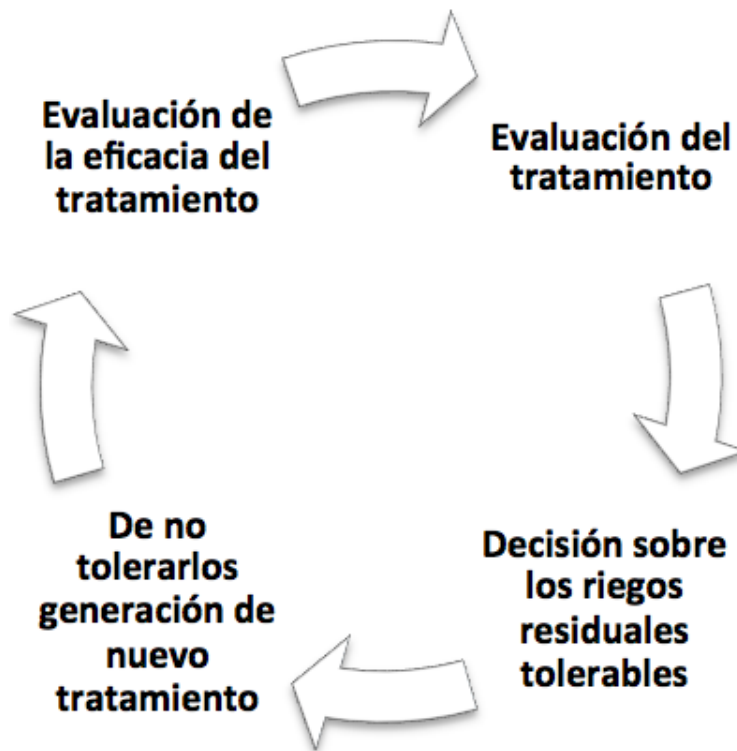 Evaluación de
la eficacia del
tratamiento
Evaluación del
tratamiento
Decisión sobre
los riegos
residuales
tolerables
De no
tolerarlos
generación de
nuevo
tratamiento